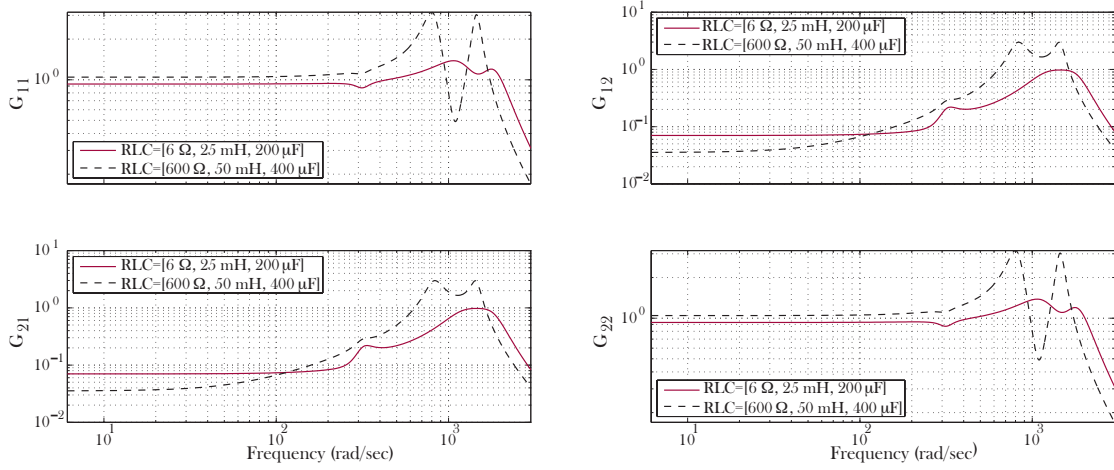 10^0
G_11
RLC=[6 Ω, 25 mH, 200 µF]
RLC=[600 Ω, 50 mH, 400 µF]
10^1
10^0
10^-1
10^-2
G_12
RLC=[6 Ω, 25 mH, 200 µF]
RLC=[600 Ω, 50 mH, 400 µF]
10^1
10^0
10^-1
10^-2
G_21
RLC=[6 Ω, 25 mH, 200 µF]
RLC=[600 Ω, 50 mH, 400 µF]
10^1
10^2
10^3
Frequency (rad/sec)
10^0
G_22
RLC=[6 Ω, 25 mH, 200 µF]
RLC=[600 Ω, 50 mH, 400 µF]
10^1
10^2
10^3
Frequency (rad/sec)